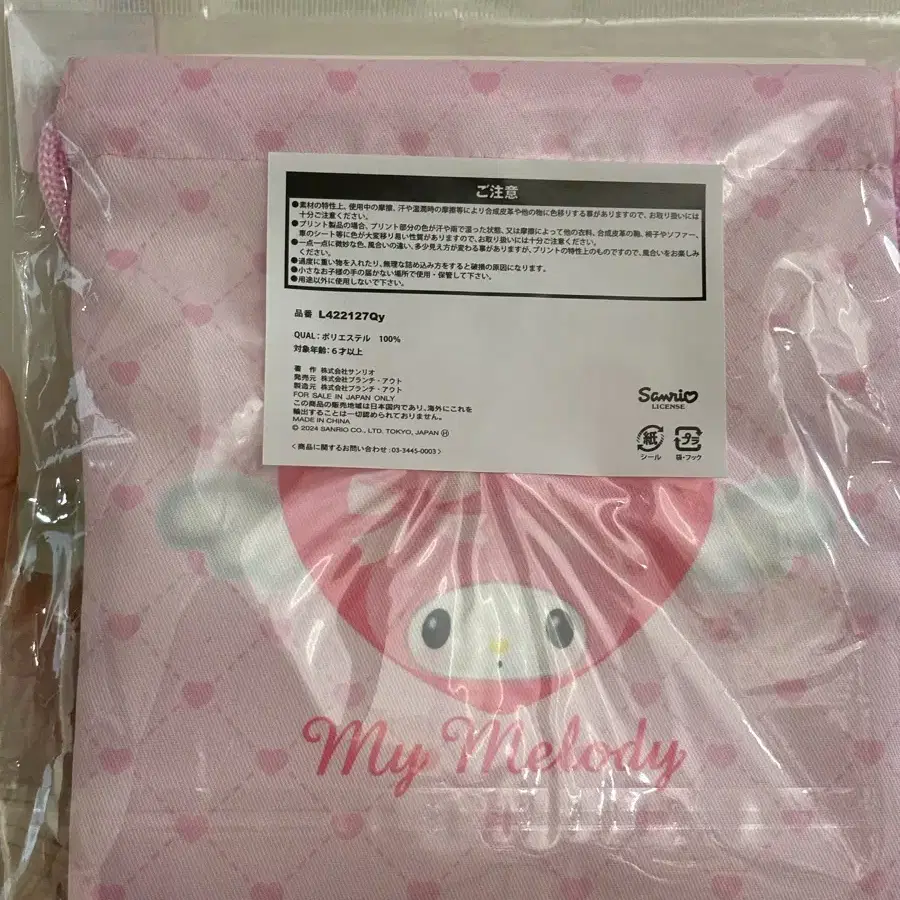 ご注意
●素材の特性上、使用中の摩擦、汗や湿潤時の摩擦等により合成皮革や他の物に色移りする事がありますので、お取り扱いには
十分ご注意ください。
●プリント製品の場合、プリント部分の色が汗や雨で湿った状態、又は摩擦によって他の衣料、合成皮革の鞄、椅子やソファー、
車のシート等に色が大変移り易い性質がありますので、お取り扱いには十分ご注意ください。
●一点一点に微妙な色、風合いの違い、多少見え方が変わる事がありますが、プリントの特性上のものですので、風合いをお楽しみ
ください。
●過度に重い物を入れたり、無理な詰め込み方をすると破損の原因になります。
●小さなお子様の手の届かない場所で使用・保管して下さい。
●用途以外に使用しないで下さい。
品番 L422127Qy
QUAL:ポリエステル 100%
対象年齢:6才以上
著 作 株式会社サンリオ
発売元 株式会社ブランチ・アウト
製造元 株式会社ブランチ・アウト
FOR SALE IN JAPAN ONLY
この商品の販売地域は日本国内であり、海外にこれを
輸出することは一切認められておりません。
MADE IN CHINA
© 2024 SANRIO CO., LTD. TOKYO, JAPAN Ⓗ
<商品に関するお問い合わせ:03-3445-0003>
Sanrio
LICENSE
紙
シール
プラ
袋・フック
My Melody